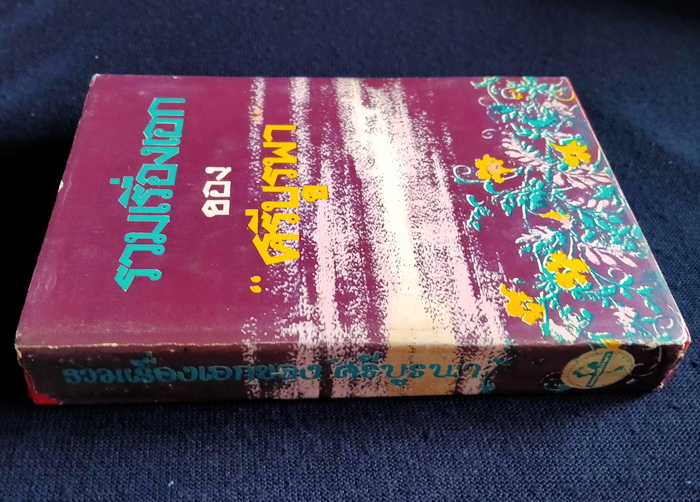 รวมเรื่องเอก
ของ
“ศรีบูรพา”
รวมเรื่องเอกของ ศรีบูรพา